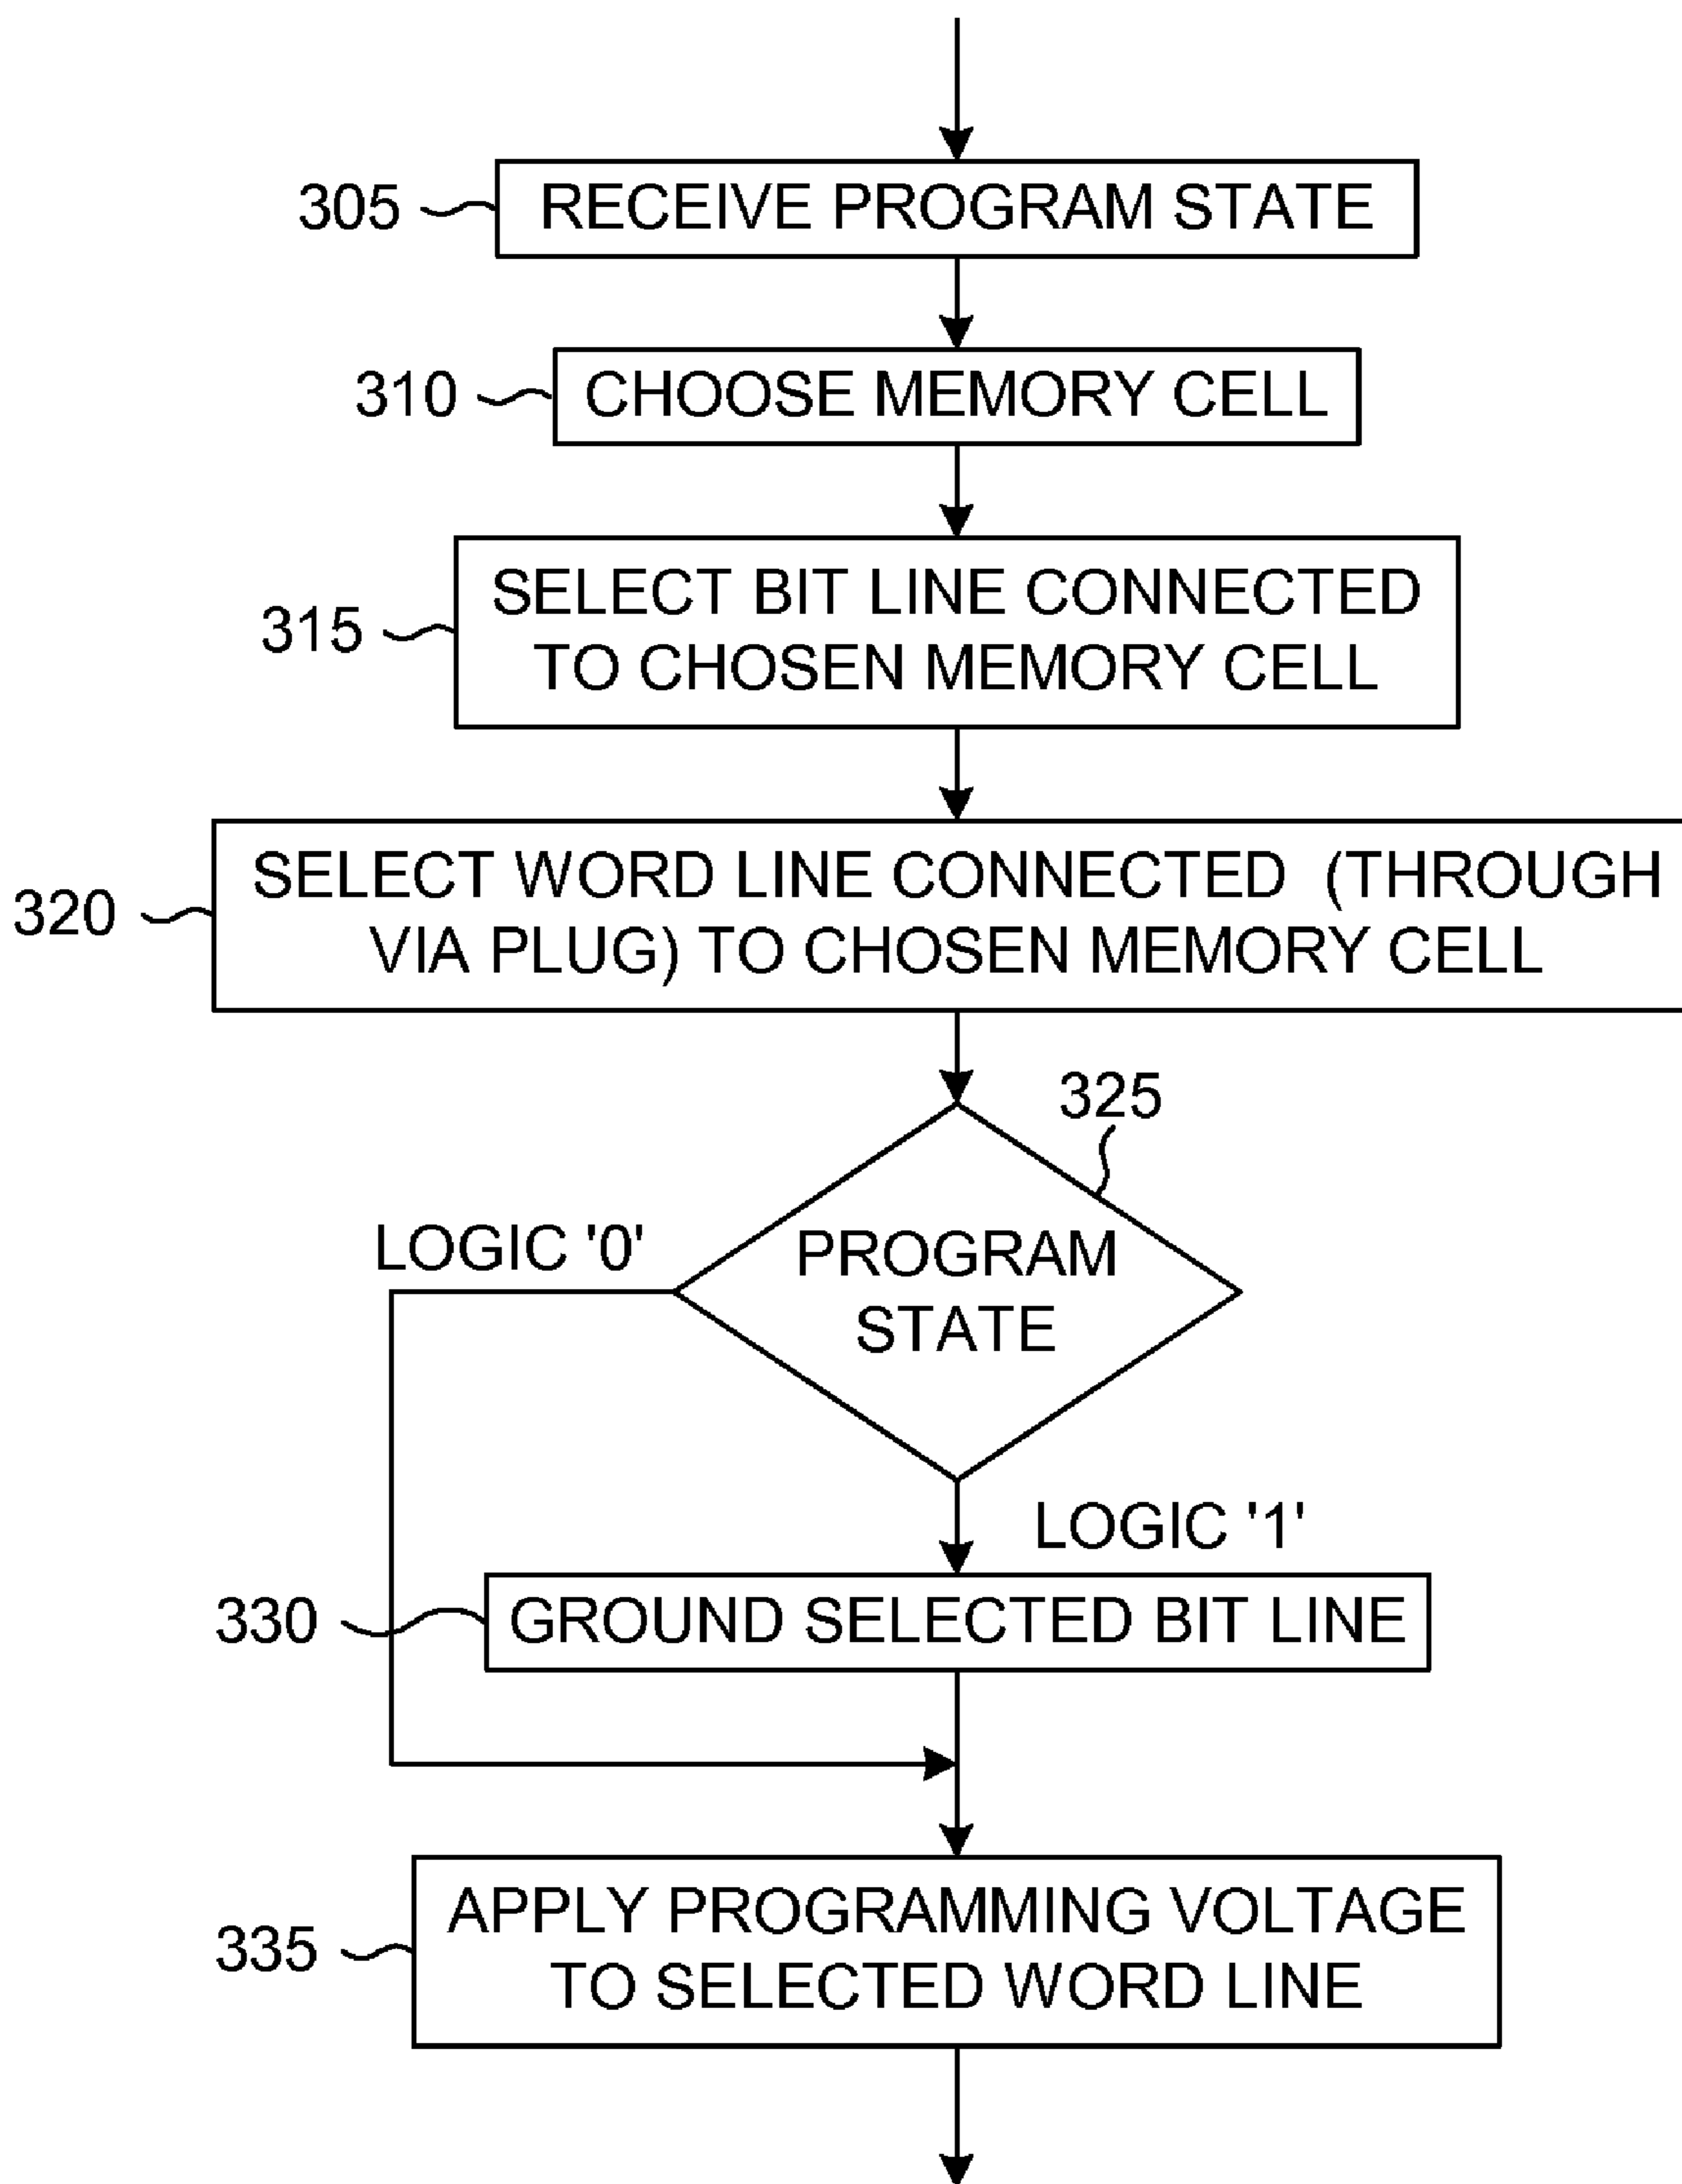 305 RECEIVE PROGRAM STATE
310 CHOOSE MEMORY CELL
315 SELECT BIT LINE CONNECTED
TO CHOSEN MEMORY CELL
320 SELECT WORD LINE CONNECTED (THROUGH
VIA PLUG) TO CHOSEN MEMORY CELL
325
LOGIC '0'
PROGRAM
STATE
LOGIC '1'
330 GROUND SELECTED BIT LINE
335 APPLY PROGRAMMING VOLTAGE
TO SELECTED WORD LINE